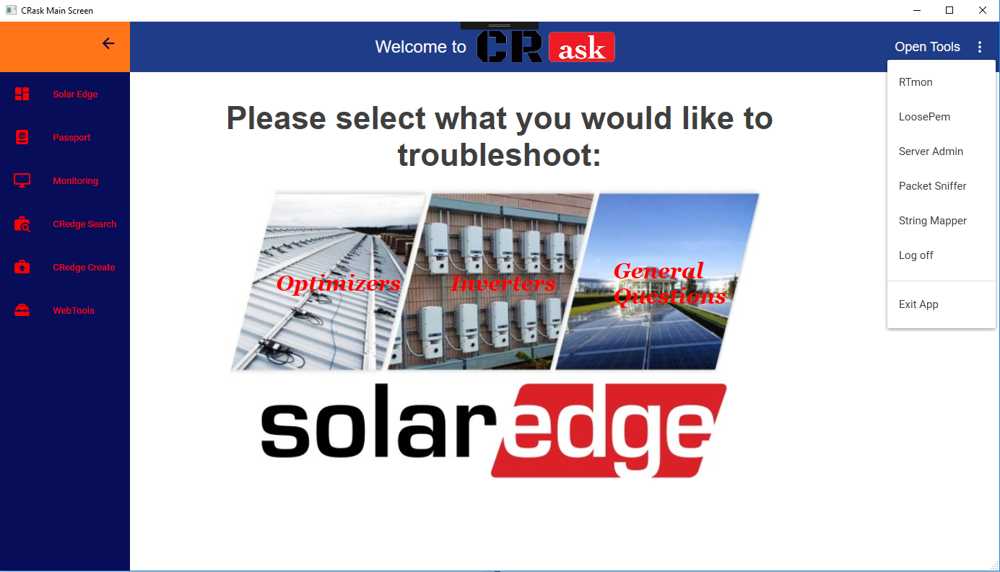 CRask Main Screen
Welcome to CR ask
Open Tools
Solar Edge
Passport
Monitoring
CRedge Search
CRedge Create
WebTools
Please select what you would like to
troubleshoot:
Optimizers
Inverters
General
Questions
solaredge
RTmon
LoosePem
Server Admin
Packet Sniffer
String Mapper
Log off
Exit App